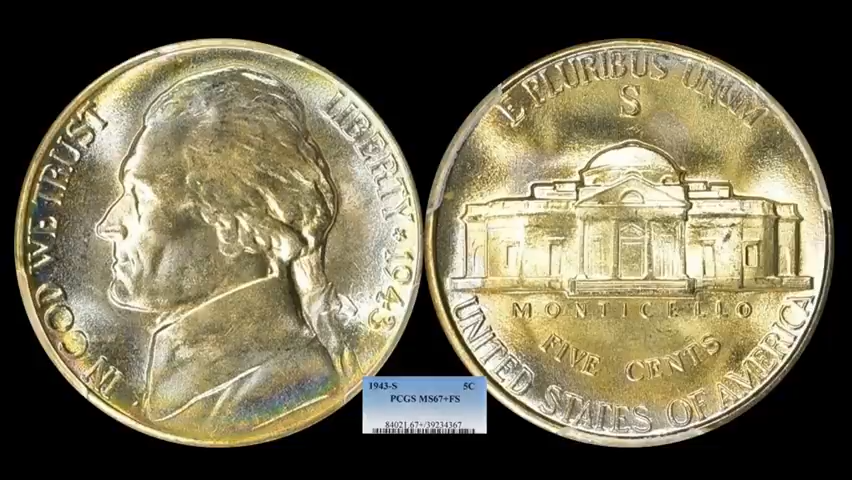 IN GOD WE TRUST
LIBERTY ★ 1943
E PLURIBUS UNUM
S
MONTICELLO
FIVE CENTS
UNITED STATES OF AMERICA
1943-S 5C
PCGS MS67+FS
84021.67+/39234367